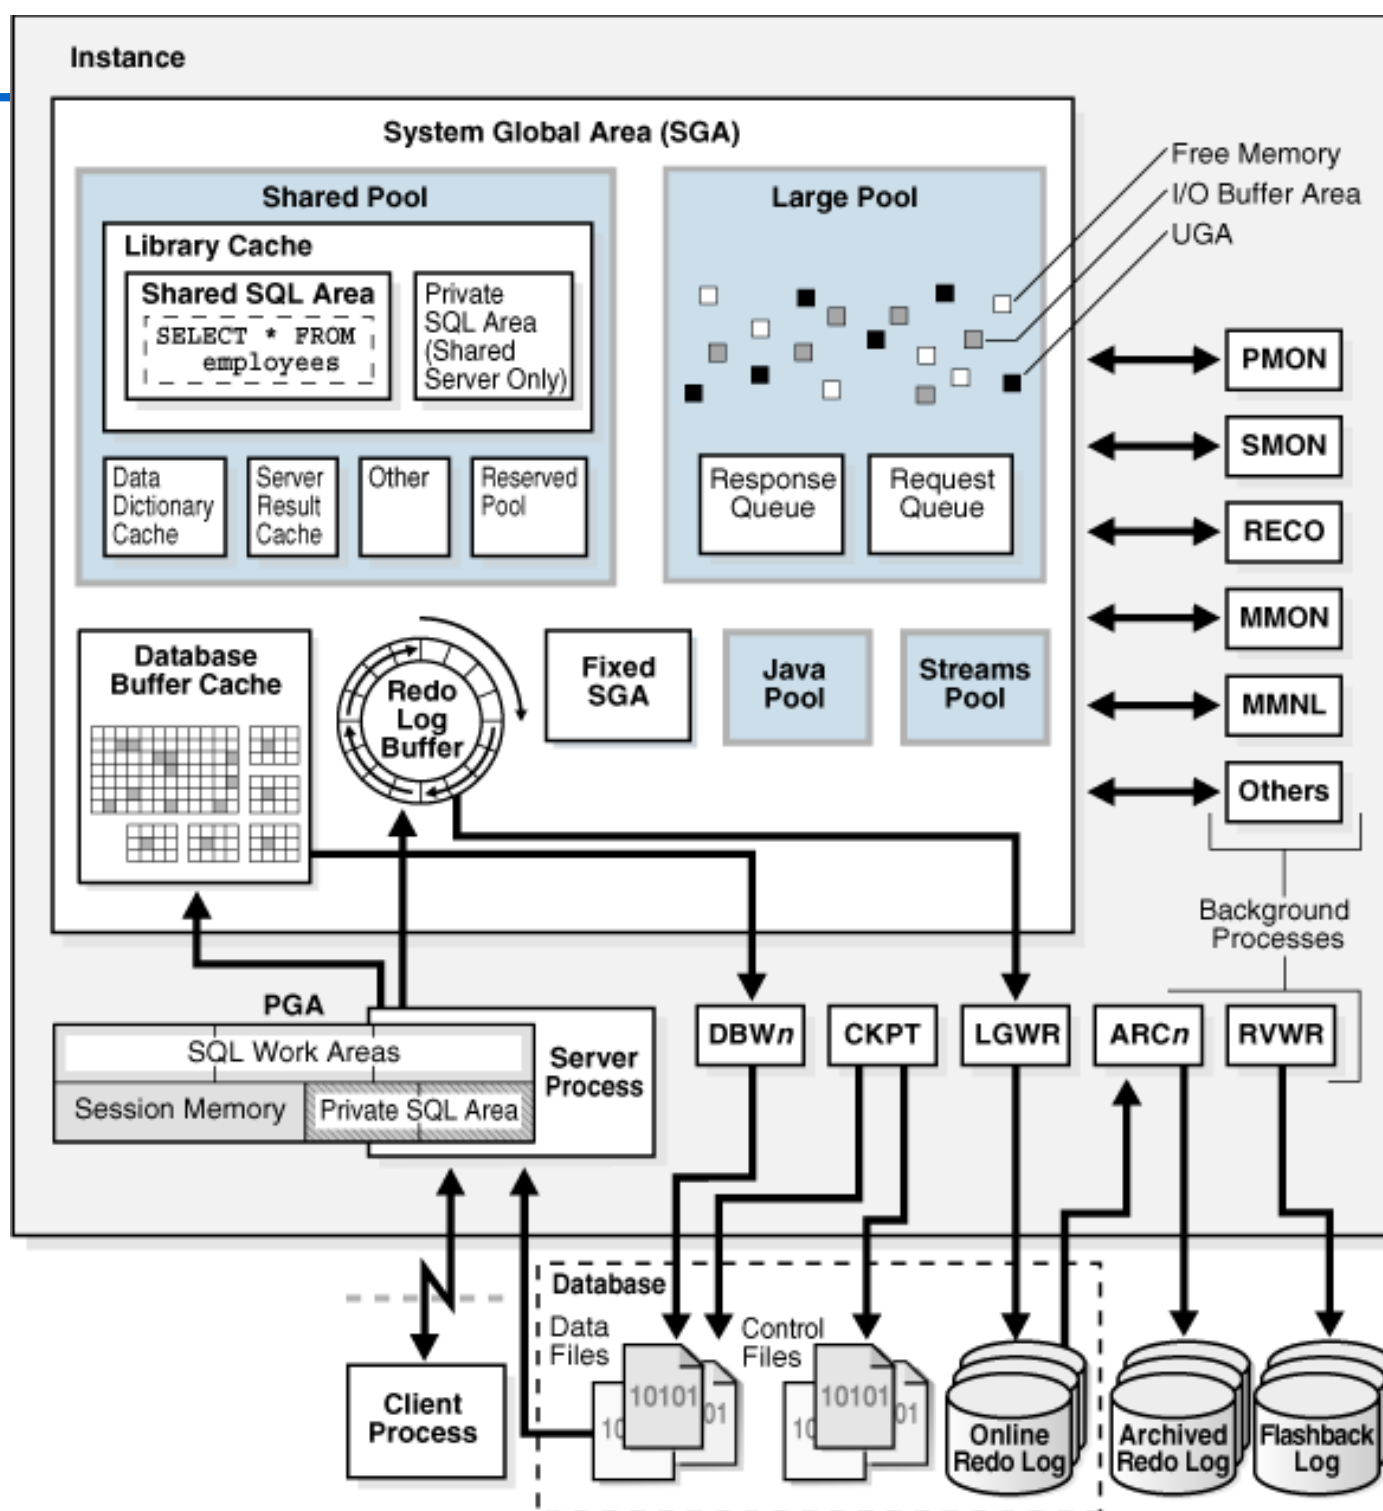 Instance
System Global Area (SGA)
Shared Pool
Library Cache
Shared SQL Area
SELECT * FROM
employees
Private
SQL Area
(Shared
Server Only)
Data
Dictionary
Cache
Server
Result
Cache
Other
Reserved
Pool
Large Pool
Response
Queue
Request
Queue
Free Memory
I/O Buffer Area
UGA
PMON
SMON
RECO
MMON
MMNL
Others
Background
Processes
Database
Buffer Cache
Redo
Log
Buffer
Fixed
SGA
Java
Pool
Streams
Pool
PGA
SQL Work Areas
Session Memory
Private SQL Area
Server
Process
DBWn
CKPT
LGWR
ARCn
RVWR
Client
Process
Database
Data
Files
10101
10
01
Control
Files
10101
10
01
Online
Redo Log
Archived
Redo Log
Flashback
Log